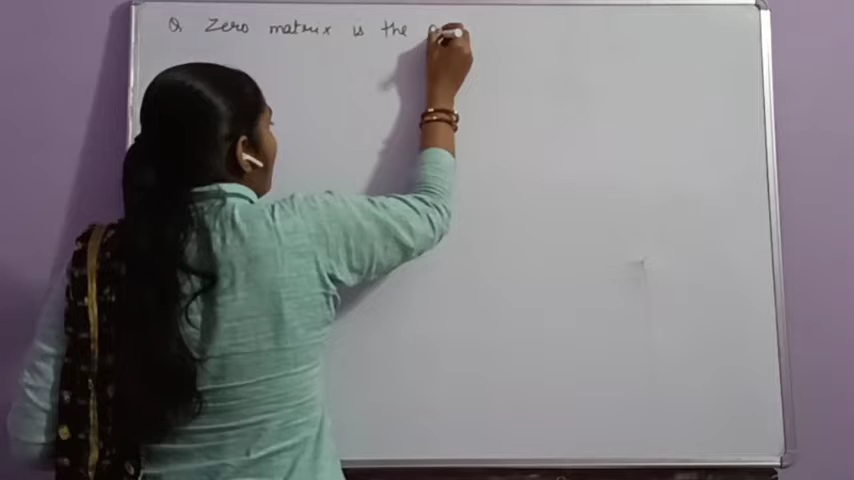 Q Zero matrix is the